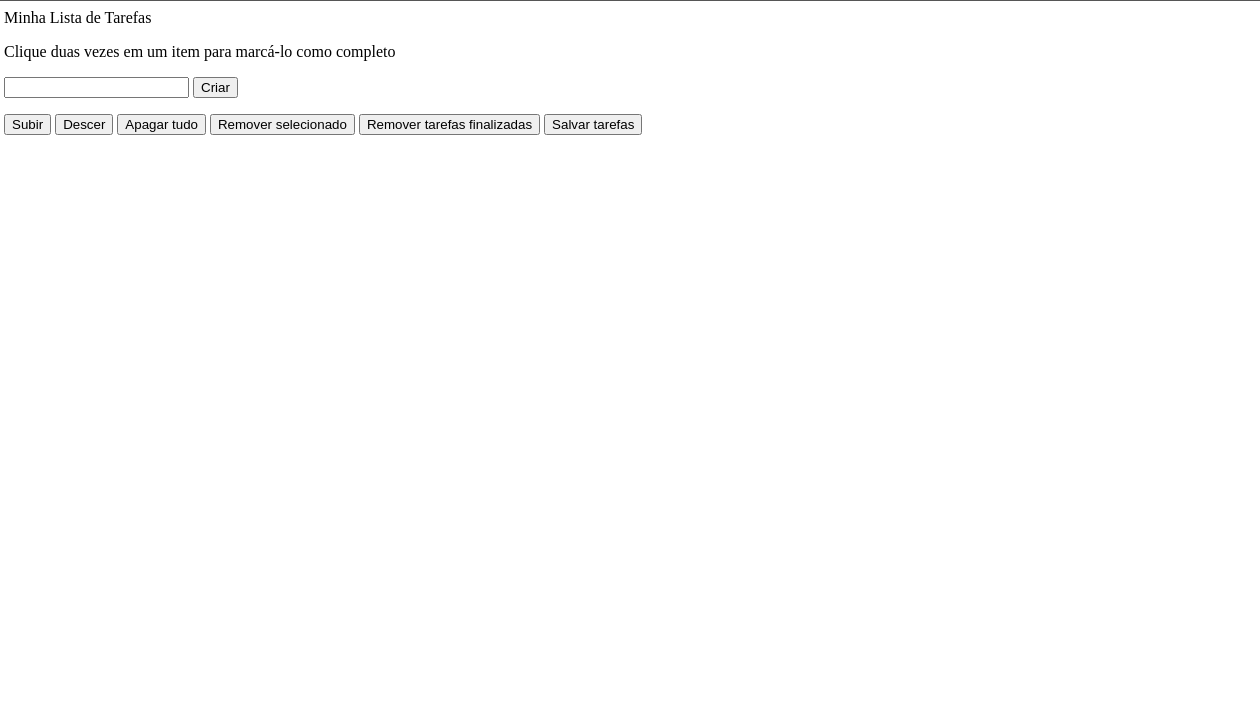 Minha Lista de Tarefas
Clique duas vezes em um item para marcá-lo como completo
Criar
Subir Descer Apagar tudo Remover selecionado Remover tarefas finalizadas Salvar tarefas